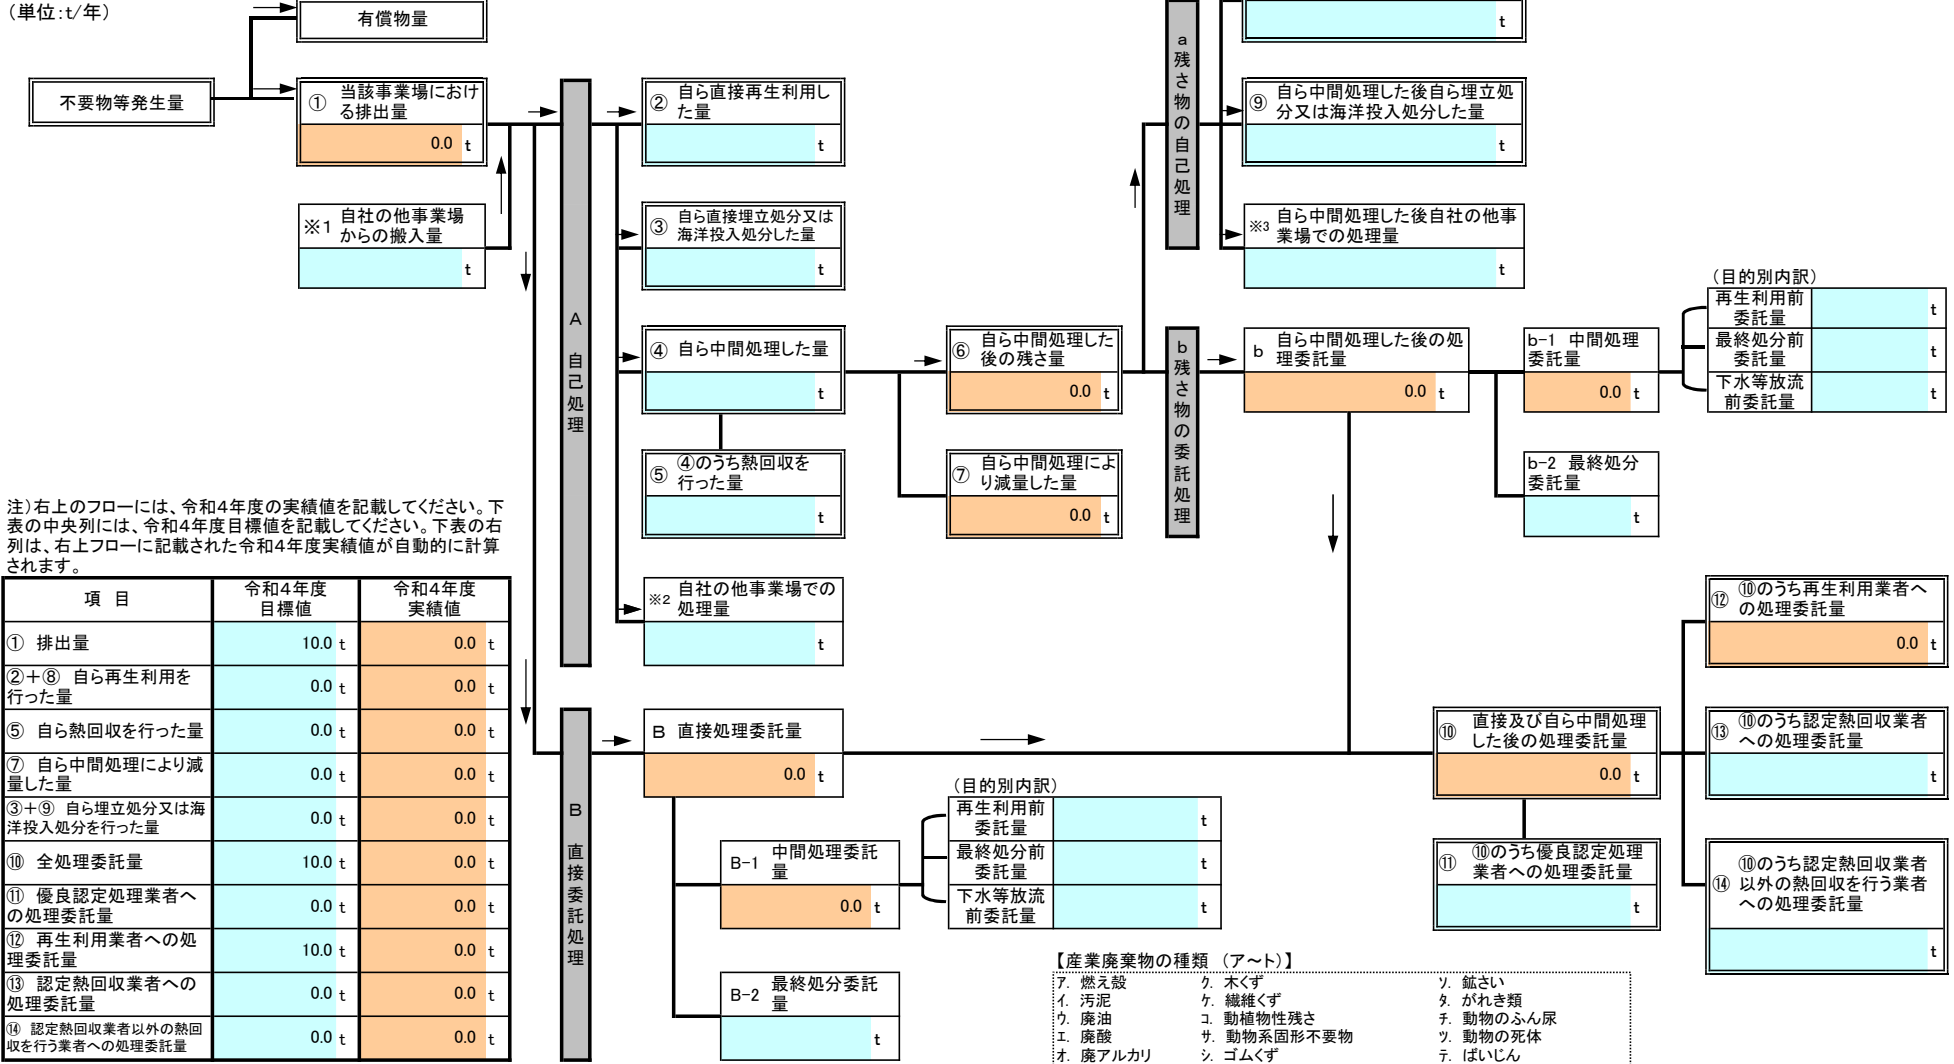 （単位:t/年）
有償物量
不要物等発生量
① 当該事業場におけ
る排出量
0.0 t
※1 自社の他事業場
からの搬入量
t
A 自己処理
② 自ら直接再生利用し
た量
t
③ 自ら直接埋立処分又は
海洋投入処分した量
t
④ 自ら中間処理した量
t
⑤ ④のうち熱回収を
行った量
t
※2 自社の他事業場での
処理量
t
⑥ 自ら中間処理した
後の残さ量
0.0 t
⑦ 自ら中間処理によ
り減量した量
0.0 t
a 残さ物の自己処理
t
⑨ 自ら中間処理した後自ら埋立処
分又は海洋投入処分した量
t
※3 自ら中間処理した後自社の他事
業場での処理量
t
b 残さ物の委託処理
b 自ら中間処理した後の処
理委託量
0.0 t
b-1 中間処理
委託量
0.0 t
b-2 最終処分
委託量
t
（目的別内訳）
再生利用前
委託量
t
最終処分前
委託量
t
下水等放流
前委託量
t
注）右上のフローには、令和4年度の実績値を記載してください。下
表の中央列には、令和4年度目標値を記載してください。下表の右
列は、右上フローに記載された令和4年度実績値が自動的に計算
されます。
項 目 令和4年度 令和4年度
目標値 実績値
① 排出量 10.0 t 0.0 t
②＋⑧ 自ら再生利用を
行った量 0.0 t 0.0 t
⑤ 自ら熱回収を行った量 0.0 t 0.0 t
⑦ 自ら中間処理により減
量した量 0.0 t 0.0 t
③＋⑨ 自ら埋立処分又は海
洋投入処分を行った量 0.0 t 0.0 t
⑩ 全処理委託量 10.0 t 0.0 t
⑪ 優良認定処理業者へ
の処理委託量 0.0 t 0.0 t
⑫ 再生利用業者への処
理委託量 10.0 t 0.0 t
⑬ 認定熱回収業者への
処理委託量 0.0 t 0.0 t
⑭ 認定熱回収業者以外の熱回
収を行う業者への処理委託量 0.0 t 0.0 t
B 直接委託処理
B 直接処理委託量
0.0 t
B-1 中間処理委託
量
0.0 t
B-2 最終処分委託
量
t
（目的別内訳）
再生利用前
委託量
t
最終処分前
委託量
t
下水等放流
前委託量
t
⑩ 直接及び自ら中間処理
した後の処理委託量
0.0 t
⑪ ⑩のうち優良認定処理
業者への処理委託量
t
⑫ ⑩のうち再生利用業者へ
の処理委託量
0.0 t
⑬ ⑩のうち認定熱回収業者
への処理委託量
t
⑭ ⑩のうち認定熱回収業者
以外の熱回収を行う業者
への処理委託量
t
【産業廃棄物の種類 （ア～ト）】
ア. 燃え殻 ク. 木くず ソ. 鉱さい
イ. 汚泥 ケ. 繊維くず タ. がれき類
ウ. 廃油 コ. 動植物性残さ チ. 動物のふん尿
エ. 廃酸 サ. 動物系固形不要物 ツ. 動物の死体
オ. 廃アルカリ シ. ゴムくず テ. ばいじん